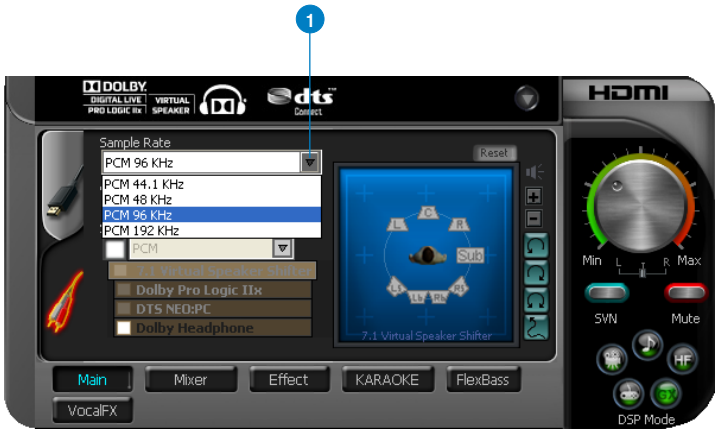 1
DOLBY.
DIGITAL LIVE
PRO LOGIC IIx
VIRTUAL
SPEAKER
dts™
Connect
HDMI
Sample Rate
PCM 96 KHz
PCM 44.1 KHz
PCM 48 KHz
PCM 96 KHz
PCM 192 KHz
PCM
7.1 Virtual Speaker Shifter
Dolby Pro Logic IIx
DTS NEO:PC
Dolby Headphone
Reset
L
C
R
Sub
Ls
Lb
Rb
7.1 Virtual Speaker Shifter
Min
L
R
Max
SVN
Mute
HF
GX
DSP Mode
Main
Mixer
Effect
KARAOKE
FlexBass
VocalFX